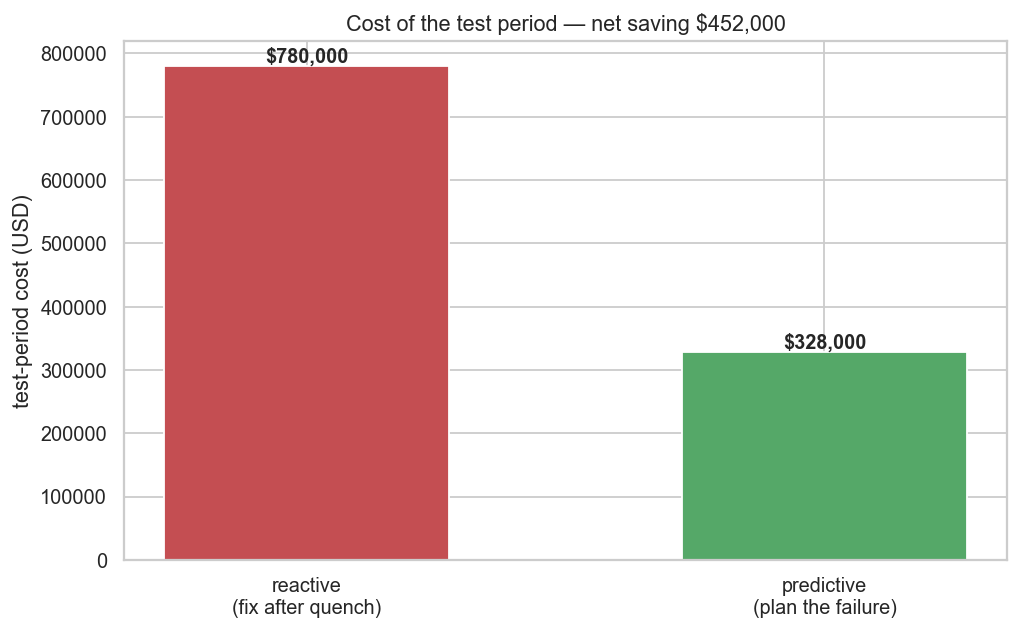 Cost of the test period — net saving $452,000
800000
700000
600000
500000
400000
300000
200000
100000
0
test-period cost (USD)
$780,000
$328,000
reactive
(fix after quench)
predictive
(plan the failure)